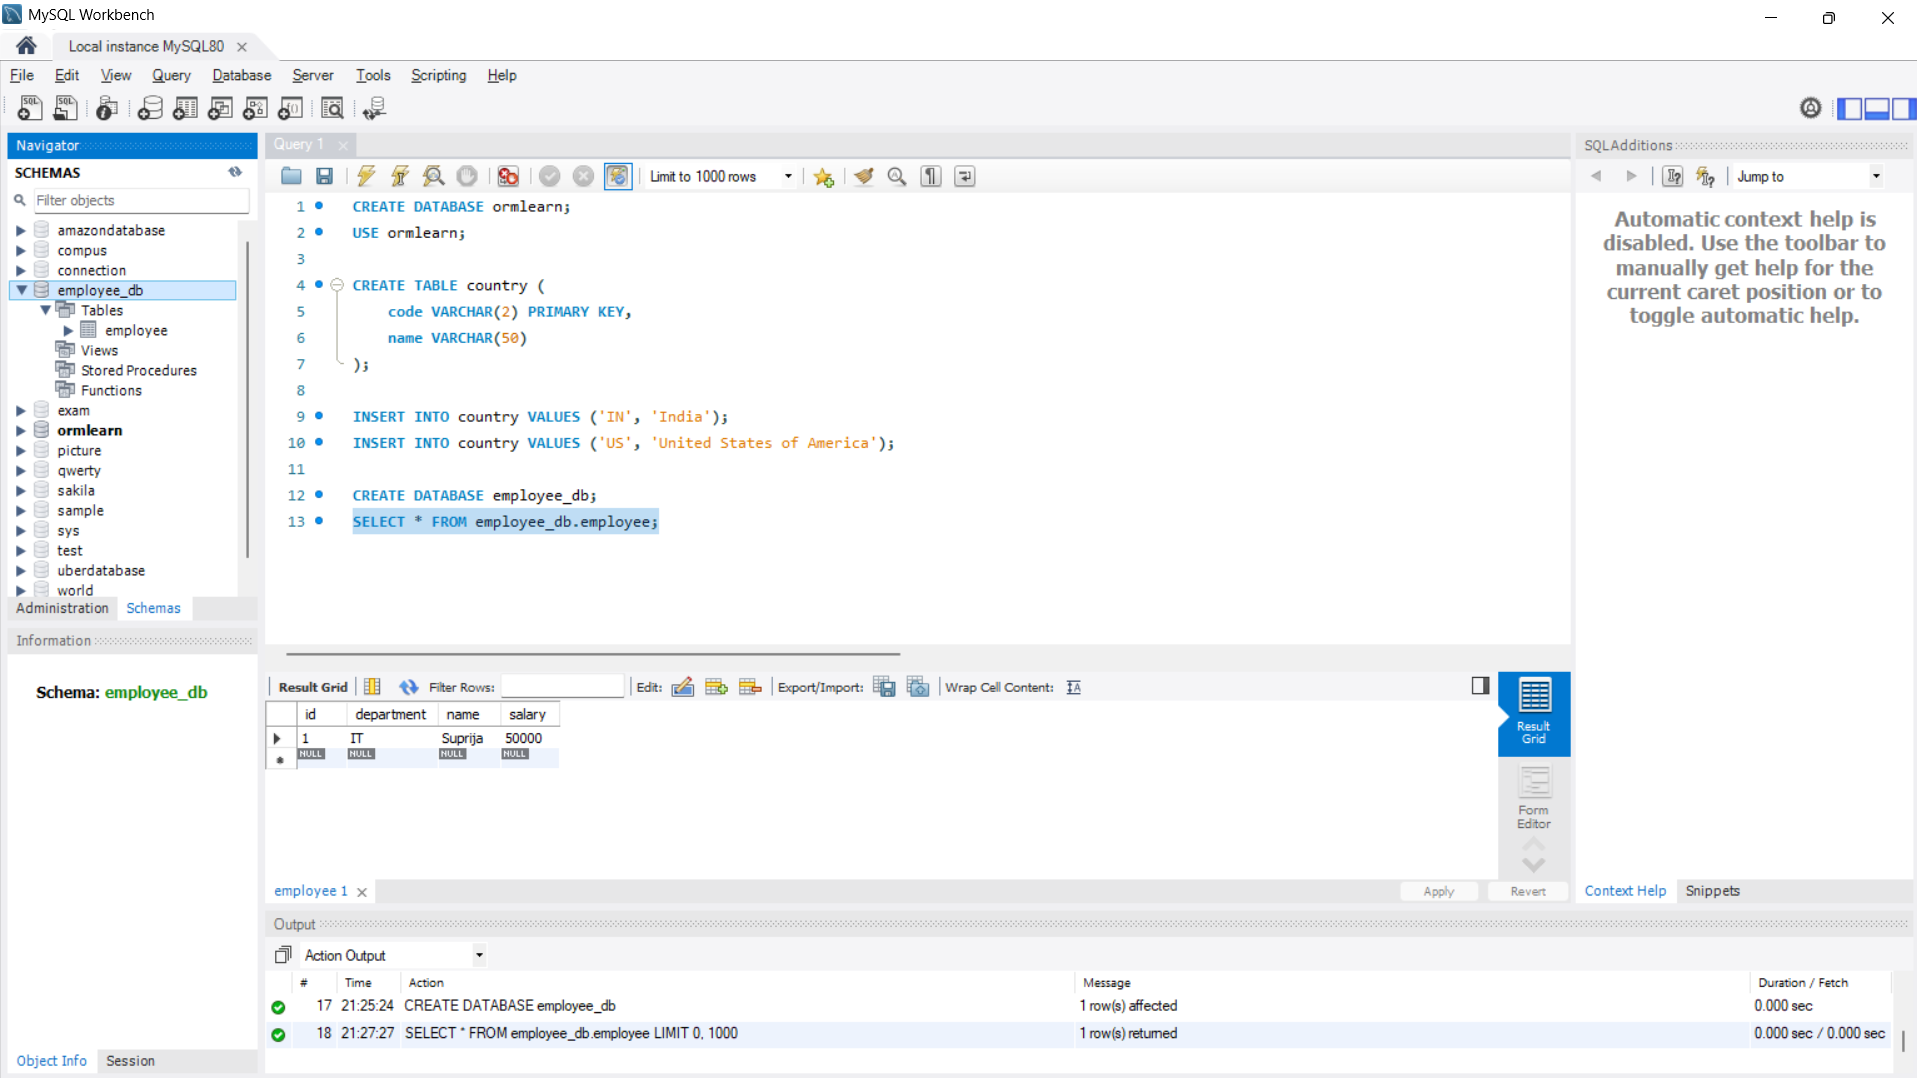 MySQL Workbench
Local instance MySQL80
File Edit View Query Database Server Tools Scripting Help
Navigator
SCHEMAS
Filter objects
amazondatabase
compus
connection
employee_db
Tables
employee
Views
Stored Procedures
Functions
exam
ormlearn
picture
qwerty
sakila
sample
sys
test
uberdatabase
world
Administration Schemas
Information
Schema: employee_db
Object Info Session
Query 1
Limit to 1000 rows
1 CREATE DATABASE ormlearn;
2 USE ormlearn;
3
4 CREATE TABLE country (
5 code VARCHAR(2) PRIMARY KEY,
6 name VARCHAR(50)
7 );
8
9 INSERT INTO country VALUES ('IN', 'India');
10 INSERT INTO country VALUES ('US', 'United States of America');
11
12 CREATE DATABASE employee_db;
13 SELECT * FROM employee_db.employee;
Result Grid Filter Rows: Edit: Export/Import: Wrap Cell Content:
id department name salary
1 IT Suprija 50000
NULL NULL NULL NULL
Result
Grid
Form
Editor
employee 1 Apply Revert
SQLAdditions
Jump to
Automatic context help is
disabled. Use the toolbar to
manually get help for the
current caret position or to
toggle automatic help.
Context Help Snippets
Output
Action Output
# Time Action Message Duration / Fetch
17 21:25:24 CREATE DATABASE employee_db 1 row(s) affected 0.000 sec
18 21:27:27 SELECT * FROM employee_db.employee LIMIT 0, 1000 1 row(s) returned 0.000 sec / 0.000 sec